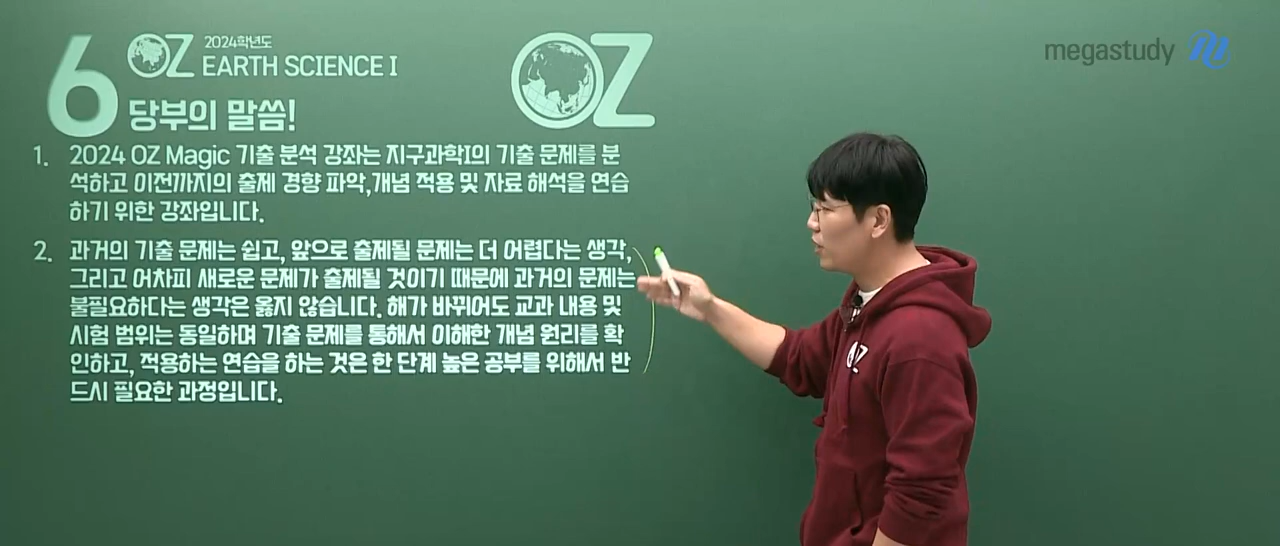 6
OZ
2024학년도
EARTH SCIENCE I
당부의 말씀!
OZ
megastudy M
1. 2024 OZ Magic 기출 분석 강좌는 지구과학I의 기출 문제를 분
석하고 이전까지의 출제 경향 파악,개념 적용 및 자료 해석을 연습
하기 위한 강좌입니다.
2. 과거의 기출 문제는 쉽고, 앞으로 출제될 문제는 더 어렵다는 생각,
그리고 어차피 새로운 문제가 출제될 것이기 때문에 과거의 문제는
불필요하다는 생각은 옳지 않습니다. 해가 바뀌어도 교과 내용 및
시험 범위는 동일하며 기출 문제를 통해서 이해한 개념 원리를 확
인하고, 적용하는 연습을 하는 것은 한 단계 높은 공부를 위해서 반
드시 필요한 과정입니다.
OZ